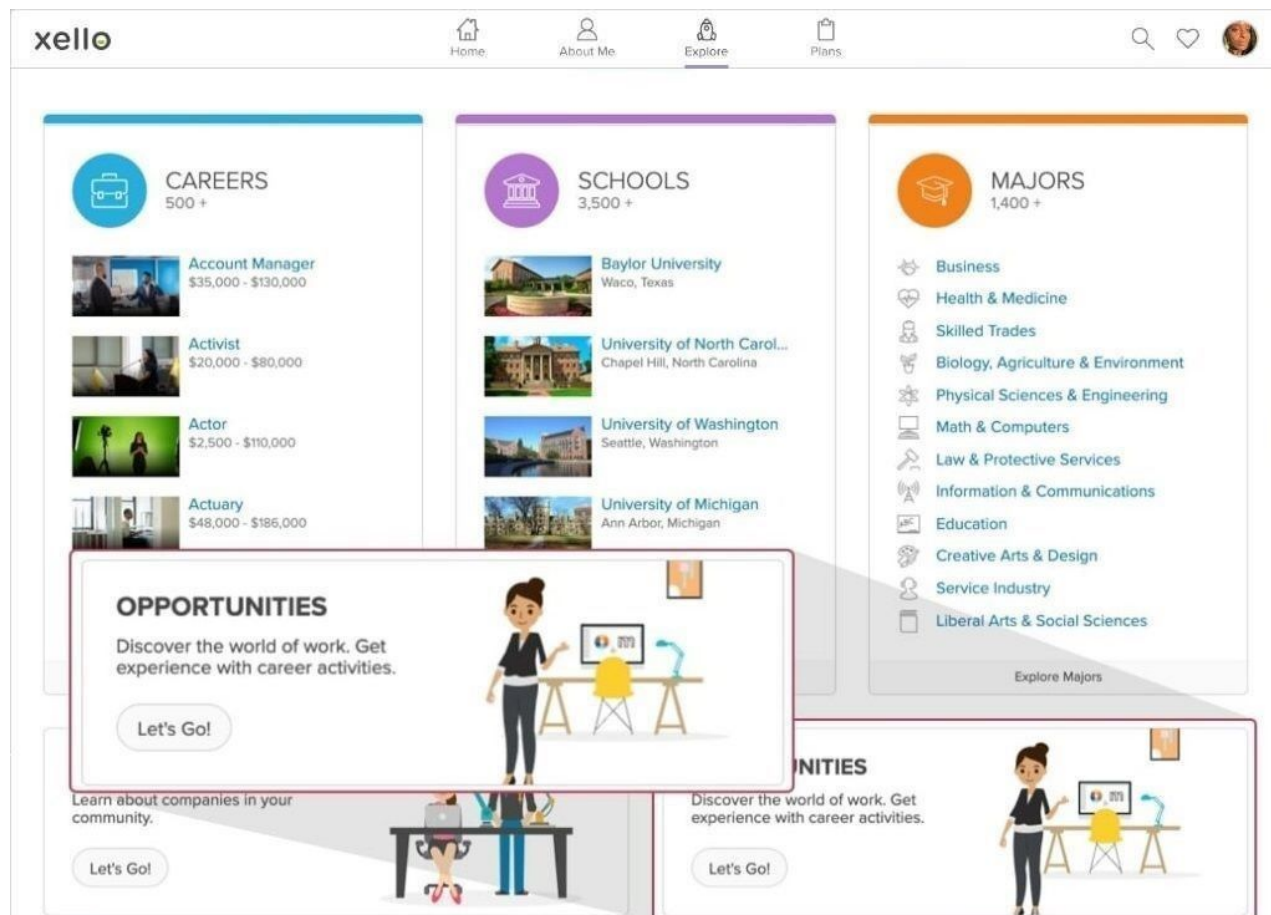 xello
Home
About Me
Explore
Plans
CAREERS
500 +
Account Manager
$35,000 - $130,000
Activist
$20,000 - $80,000
Actor
$2,500 - $110,000
Actuary
$48,000 - $186,000
SCHOOLS
3,500 +
Baylor University
Waco, Texas
University of North Carol...
Chapel Hill, North Carolina
University of Washington
Seattle, Washington
University of Michigan
Ann Arbor, Michigan
MAJORS
1,400 +
Business
Health & Medicine
Skilled Trades
Biology, Agriculture & Environment
Physical Sciences & Engineering
Math & Computers
Law & Protective Services
Information & Communications
Education
Creative Arts & Design
Service Industry
Liberal Arts & Social Sciences
Explore Majors
OPPORTUNITIES
Discover the world of work. Get
experience with career activities.
Let's Go!
Learn about companies in your
community.
Let's Go!
NITIES
Discover the world of work. Get
experience with career activities.
Let's Go!